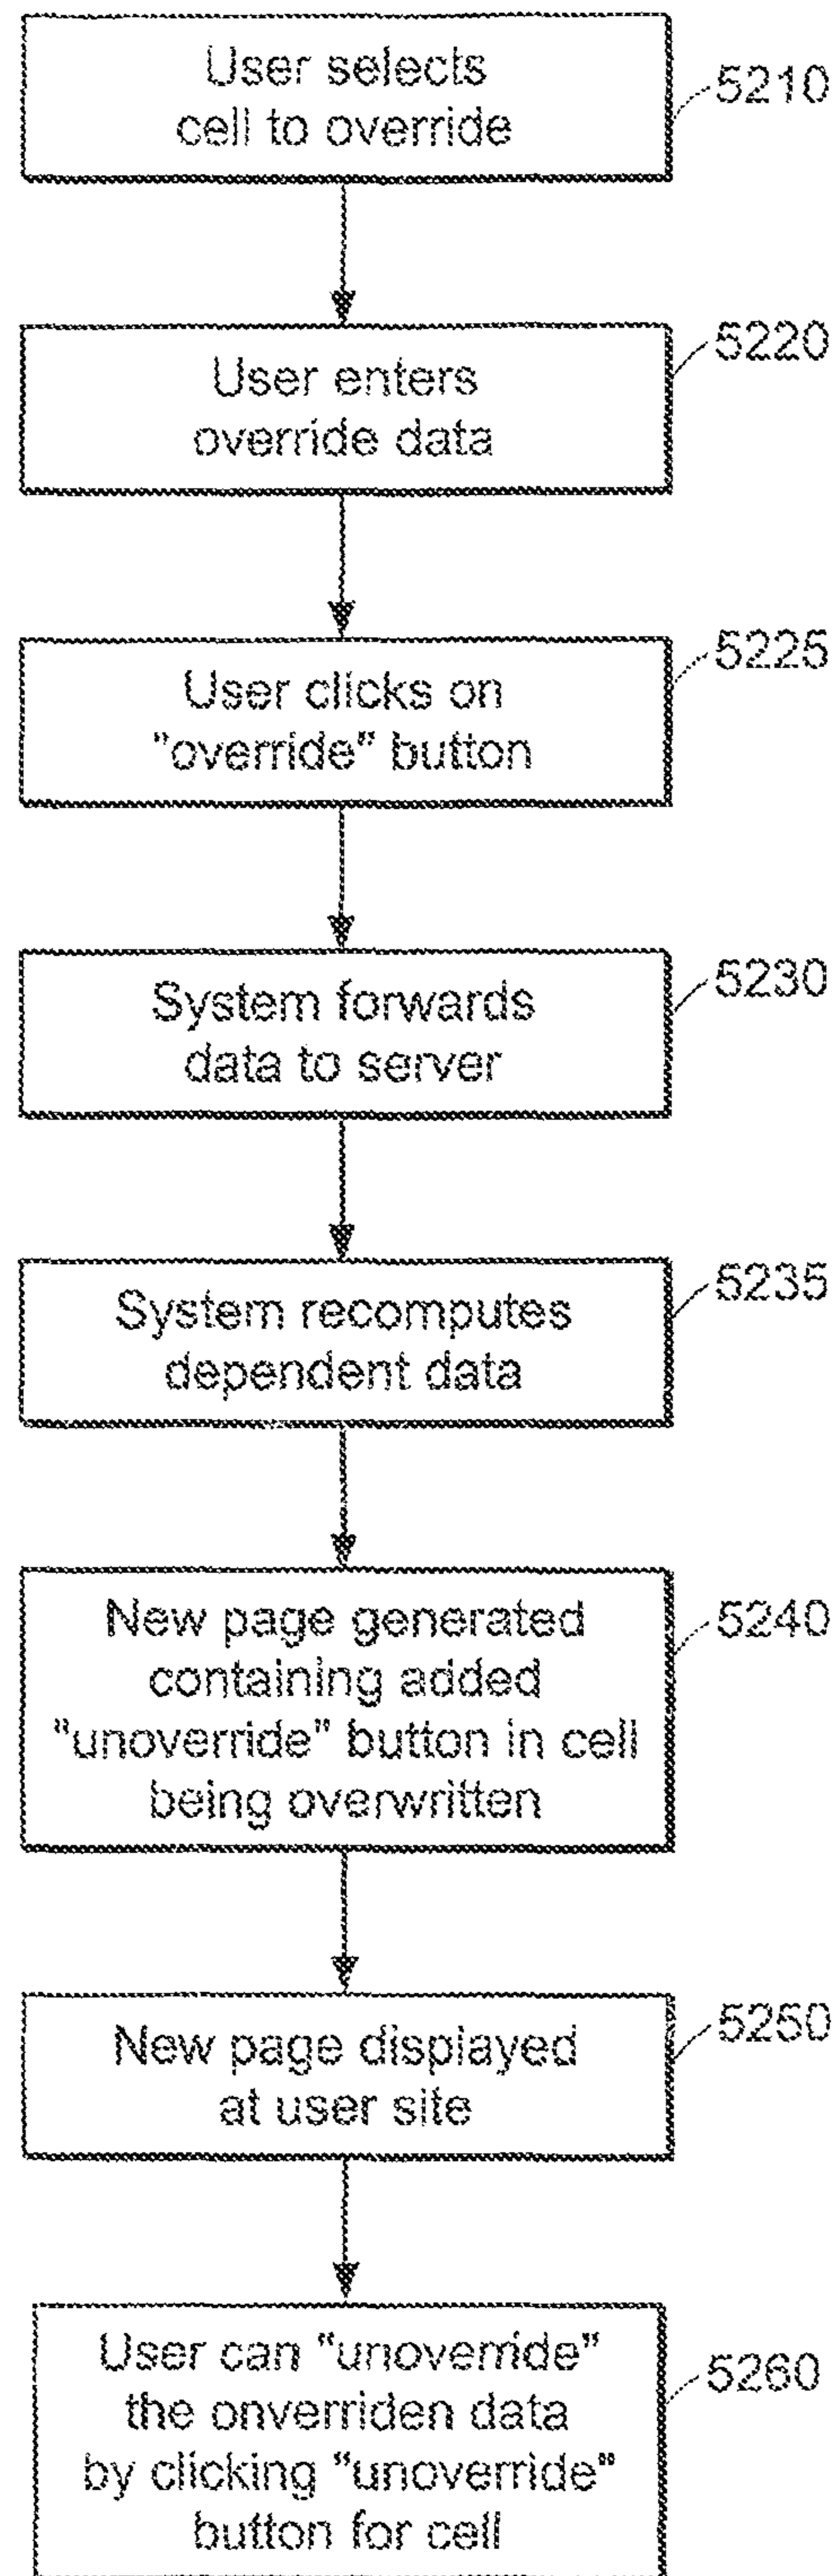 User selects
cell to override
5210
User enters
override data
5220
User clicks on
"override" button
5225
System forwards
data to server
5230
System recomputes
dependent data
5235
New page generated
containing added
"unoverride" button in cell
being overwritten
5240
New page displayed
at user site
5250
User can "unoverride"
the onverriden data
by clicking "unoverride"
button for cell
5260